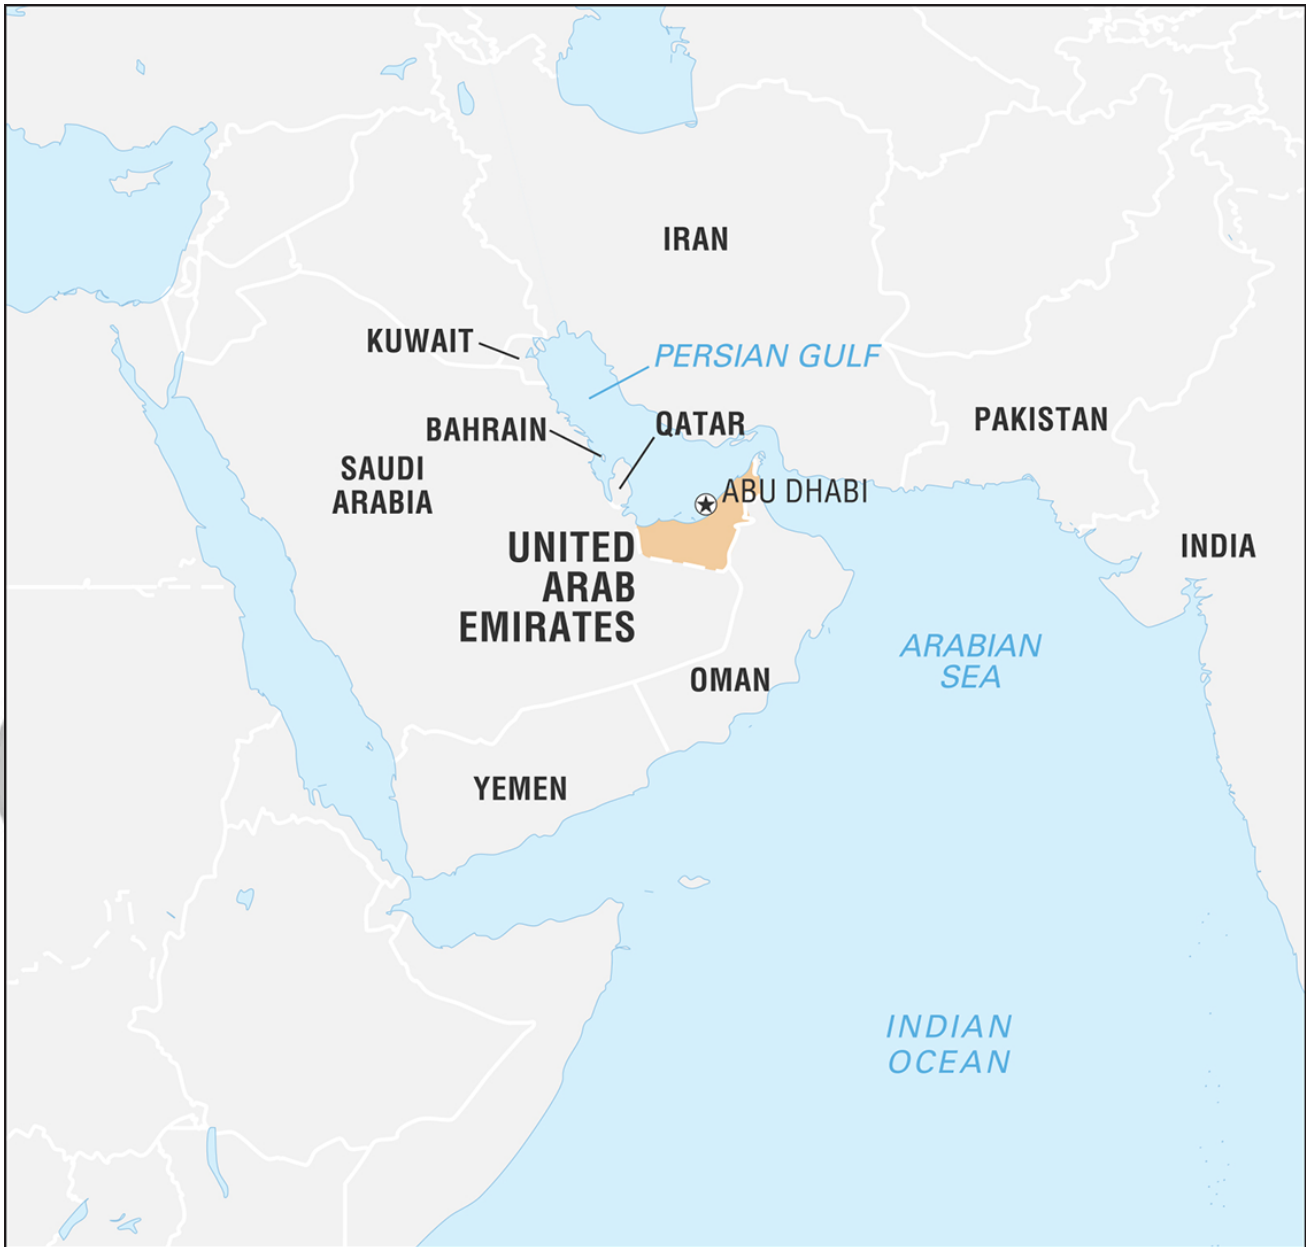 IRAN
KUWAIT
PERSIAN GULF
BAHRAIN
QATAR
PAKISTAN
SAUDI
ARABIA
ABU DHABI
UNITED
ARAB
EMIRATES
INDIA
ARABIAN
SEA
OMAN
YEMEN
INDIAN
OCEAN